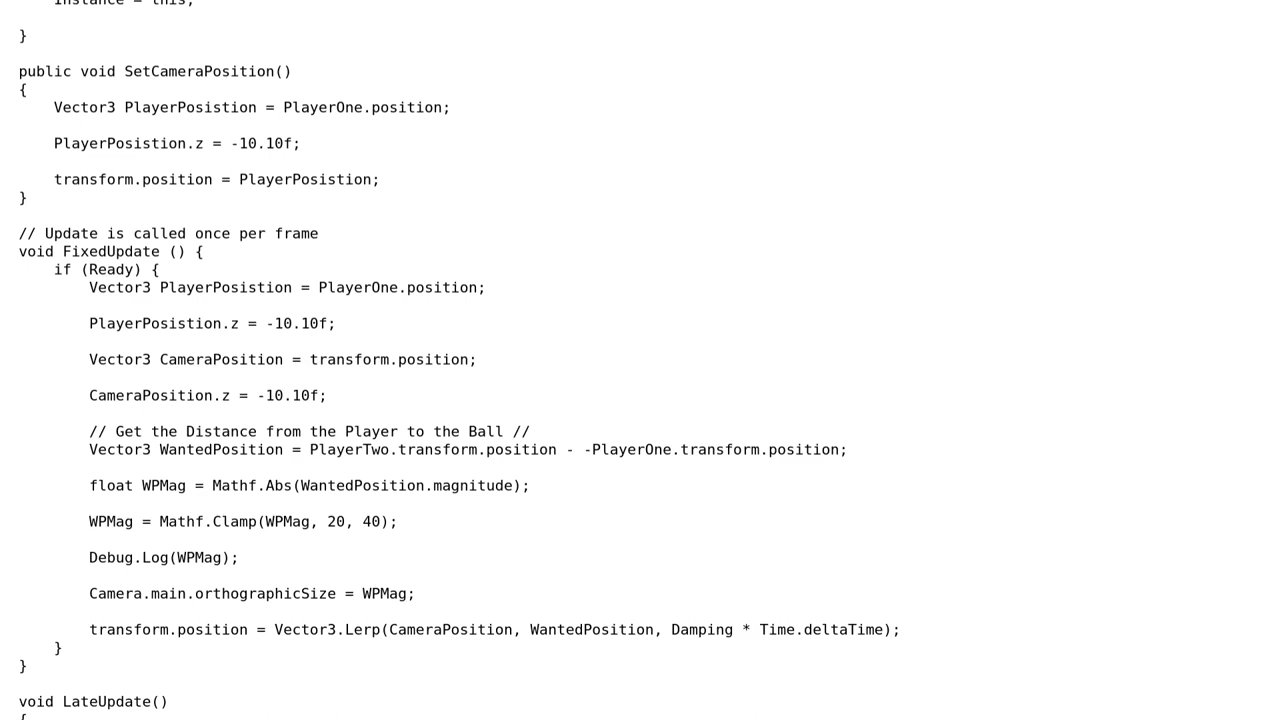 Instance = this;
}
public void SetCameraPosition()
{
Vector3 PlayerPosistion = PlayerOne.position;
PlayerPosistion.z = -10.10f;
transform.position = PlayerPosistion;
}
// Update is called once per frame
void FixedUpdate () {
if (Ready) {
Vector3 PlayerPosistion = PlayerOne.position;
PlayerPosistion.z = -10.10f;
Vector3 CameraPosition = transform.position;
CameraPosition.z = -10.10f;
// Get the Distance from the Player to the Ball //
Vector3 WantedPosition = PlayerTwo.transform.position - -PlayerOne.transform.position;
float WPMag = Mathf.Abs(WantedPosition.magnitude);
WPMag = Mathf.Clamp(WPMag, 20, 40);
Debug.Log(WPMag);
Camera.main.orthographicSize = WPMag;
transform.position = Vector3.Lerp(CameraPosition, WantedPosition, Damping * Time.deltaTime);
}
}
void LateUpdate()
{